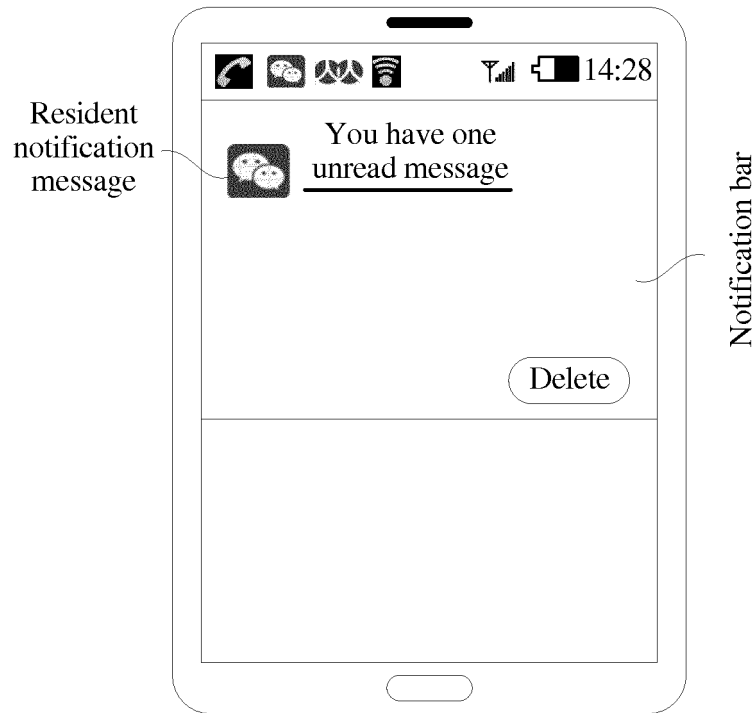 14:28
Resident
notification
message
You have one
unread message
Notification bar
Delete